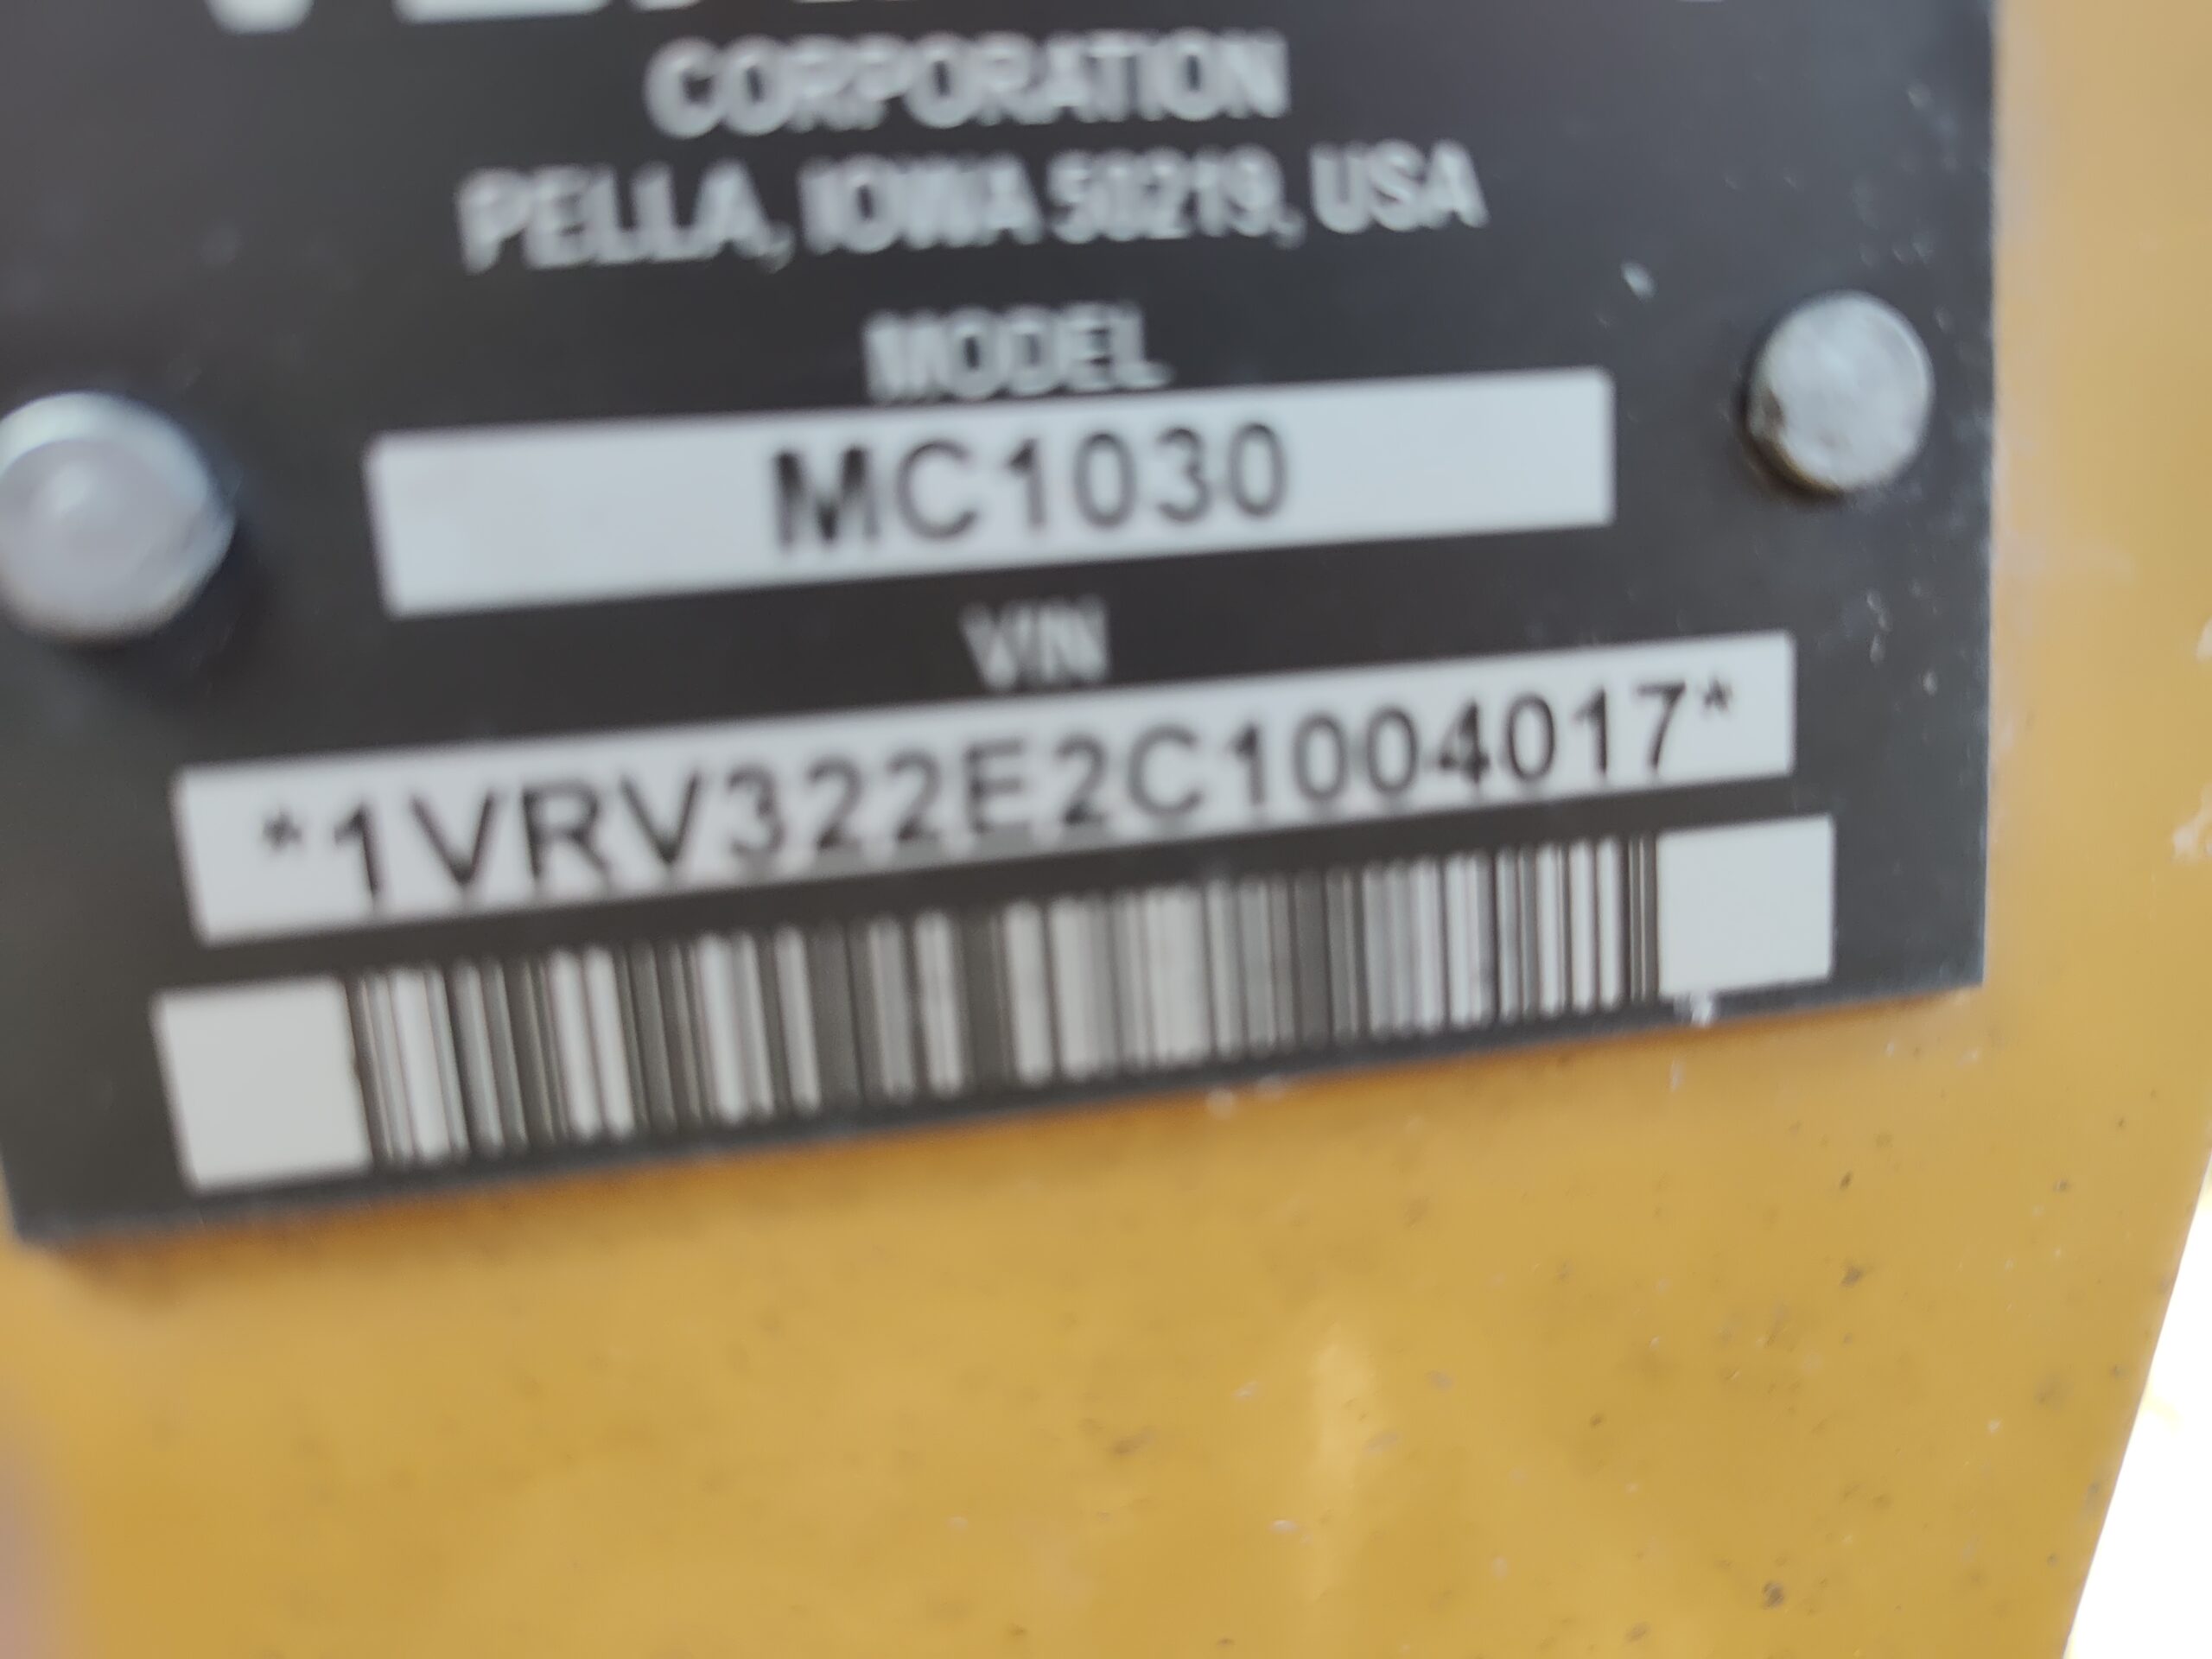 CORPORATION
PELLA, IOWA 50219, USA
MODEL
MC1030
VIN
*1VRV322E2C1004017*